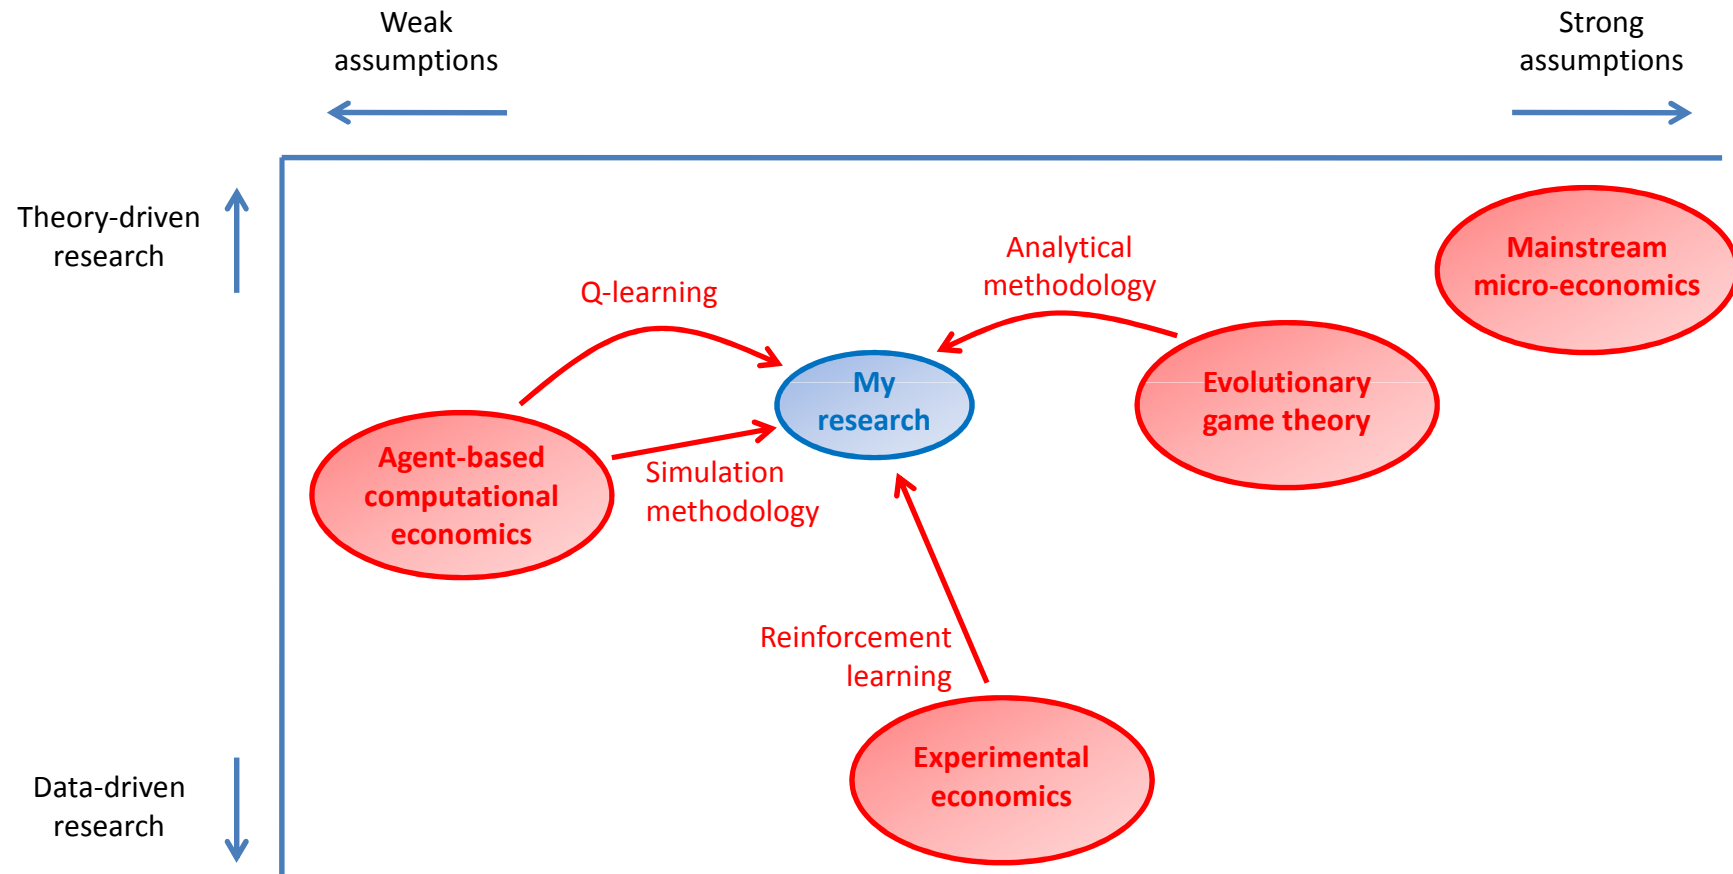 Weak
assumptions
Strong
assumptions
Theory-driven
research
Mainstream
micro-economics
Analytical
methodology
Q-learning
My
research
Evolutionary
game theory
Agent-based
computational
economics
Simulation
methodology
Reinforcement
learning
Experimental
economics
Data-driven
research